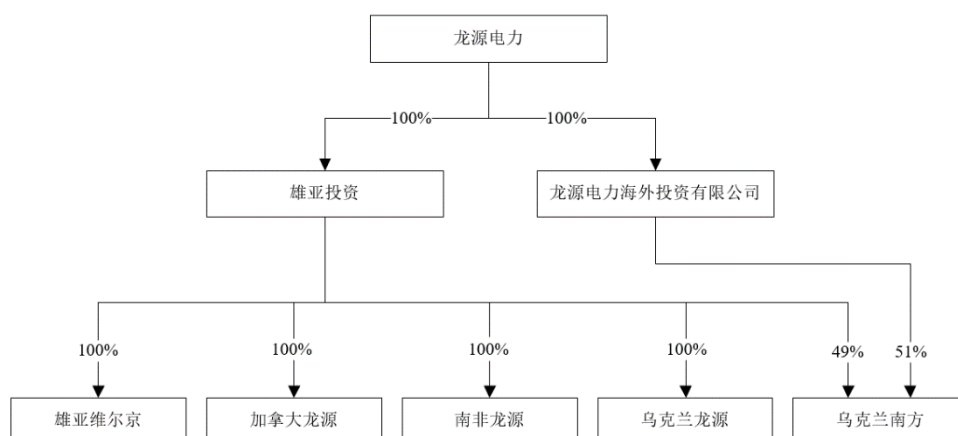 龙源电力
100%
100%
雄亚投资
龙源电力海外投资有限公司
100%
100%
100%
100%
49%
51%
雄亚维尔京
加拿大龙源
南非龙源
乌克兰龙源
乌克兰南方